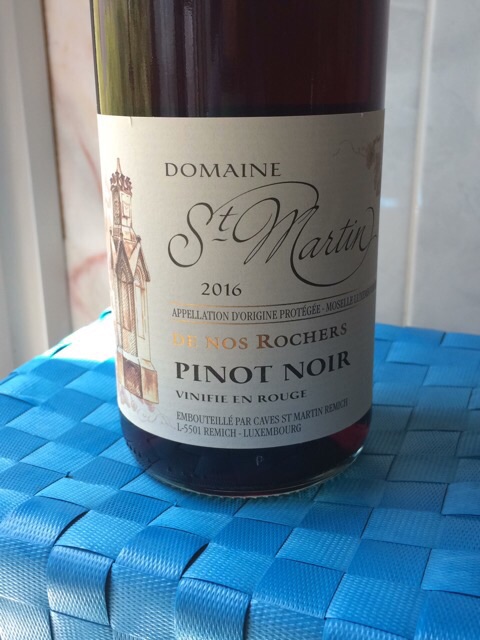 DOMAINE
St Martin
2016
APPELLATION D'ORIGINE PROTÉGÉE - MOSELLE
DE NOS ROCHERS
PINOT NOIR
VINIFIE EN ROUGE
EMBOUTEILLÉ PAR CAVES ST MARTIN REMICH
L-5501 REMICH - LUXEMBOURG
P